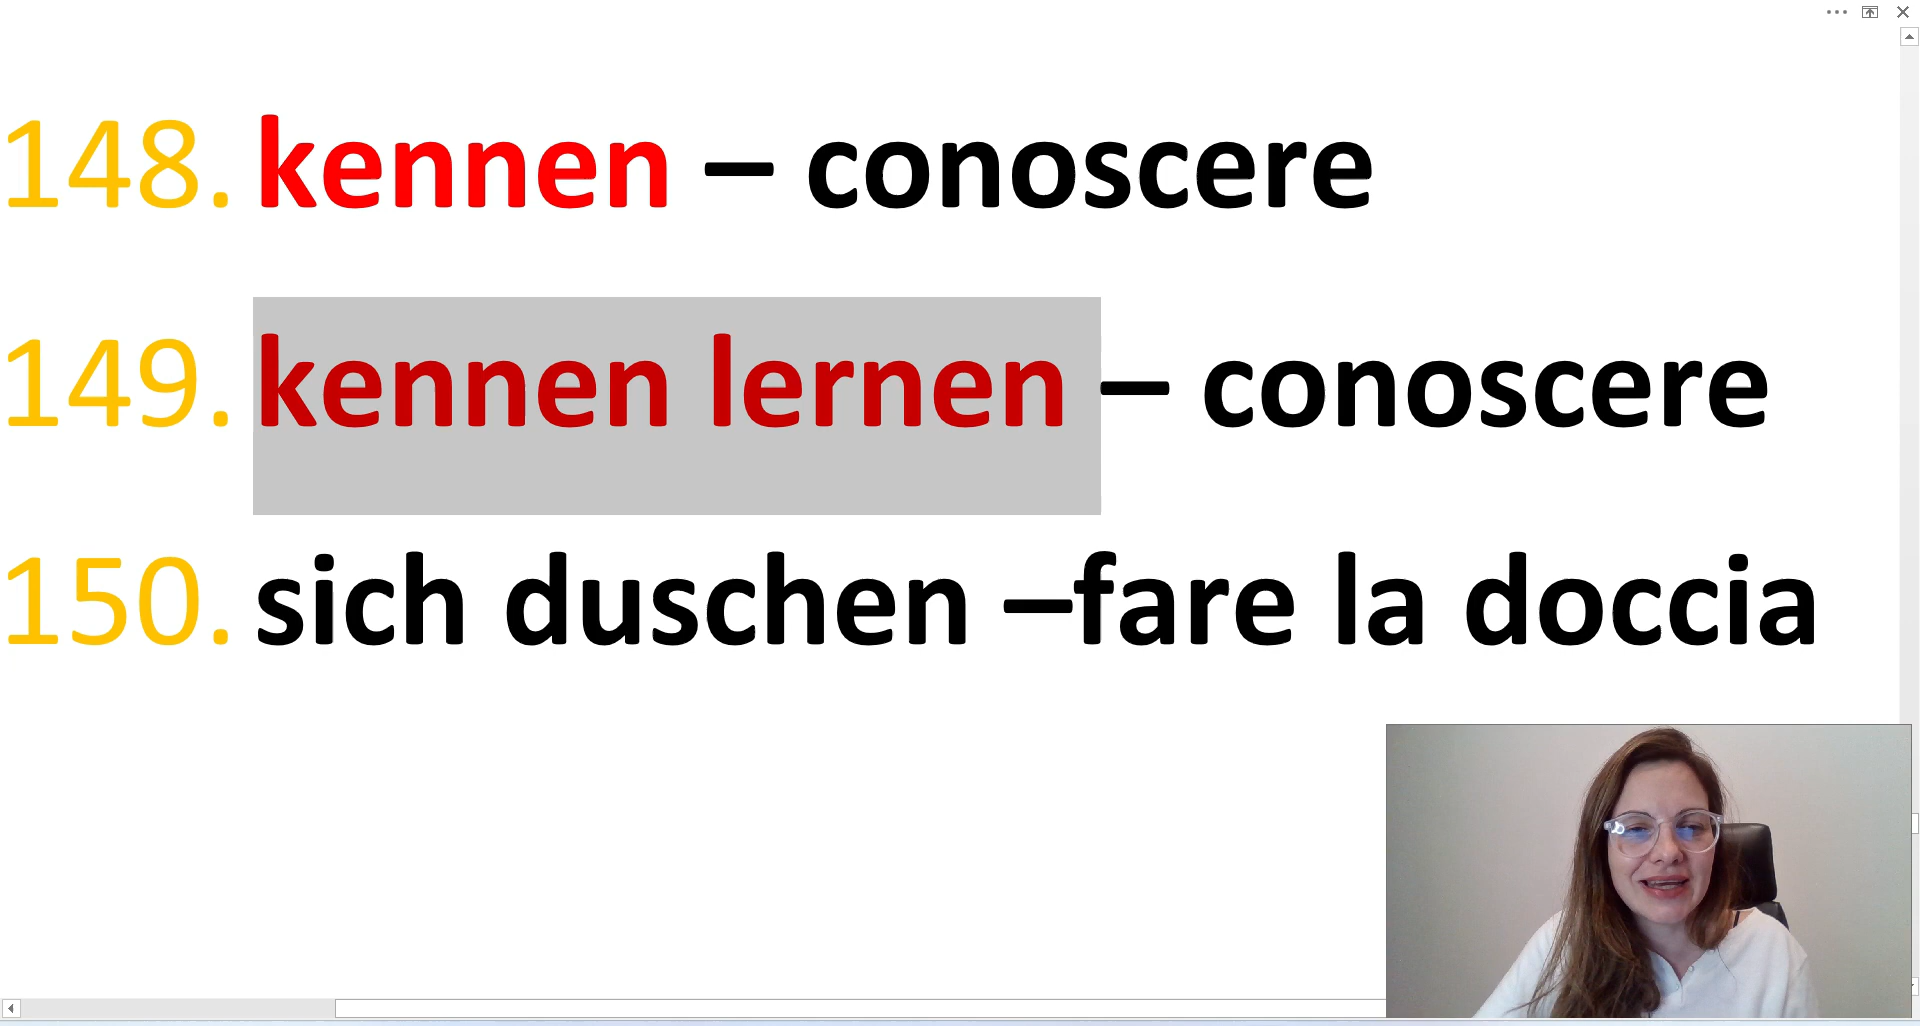 148. kennen – conoscere
149. kennen lernen – conoscere
150. sich duschen –fare la doccia